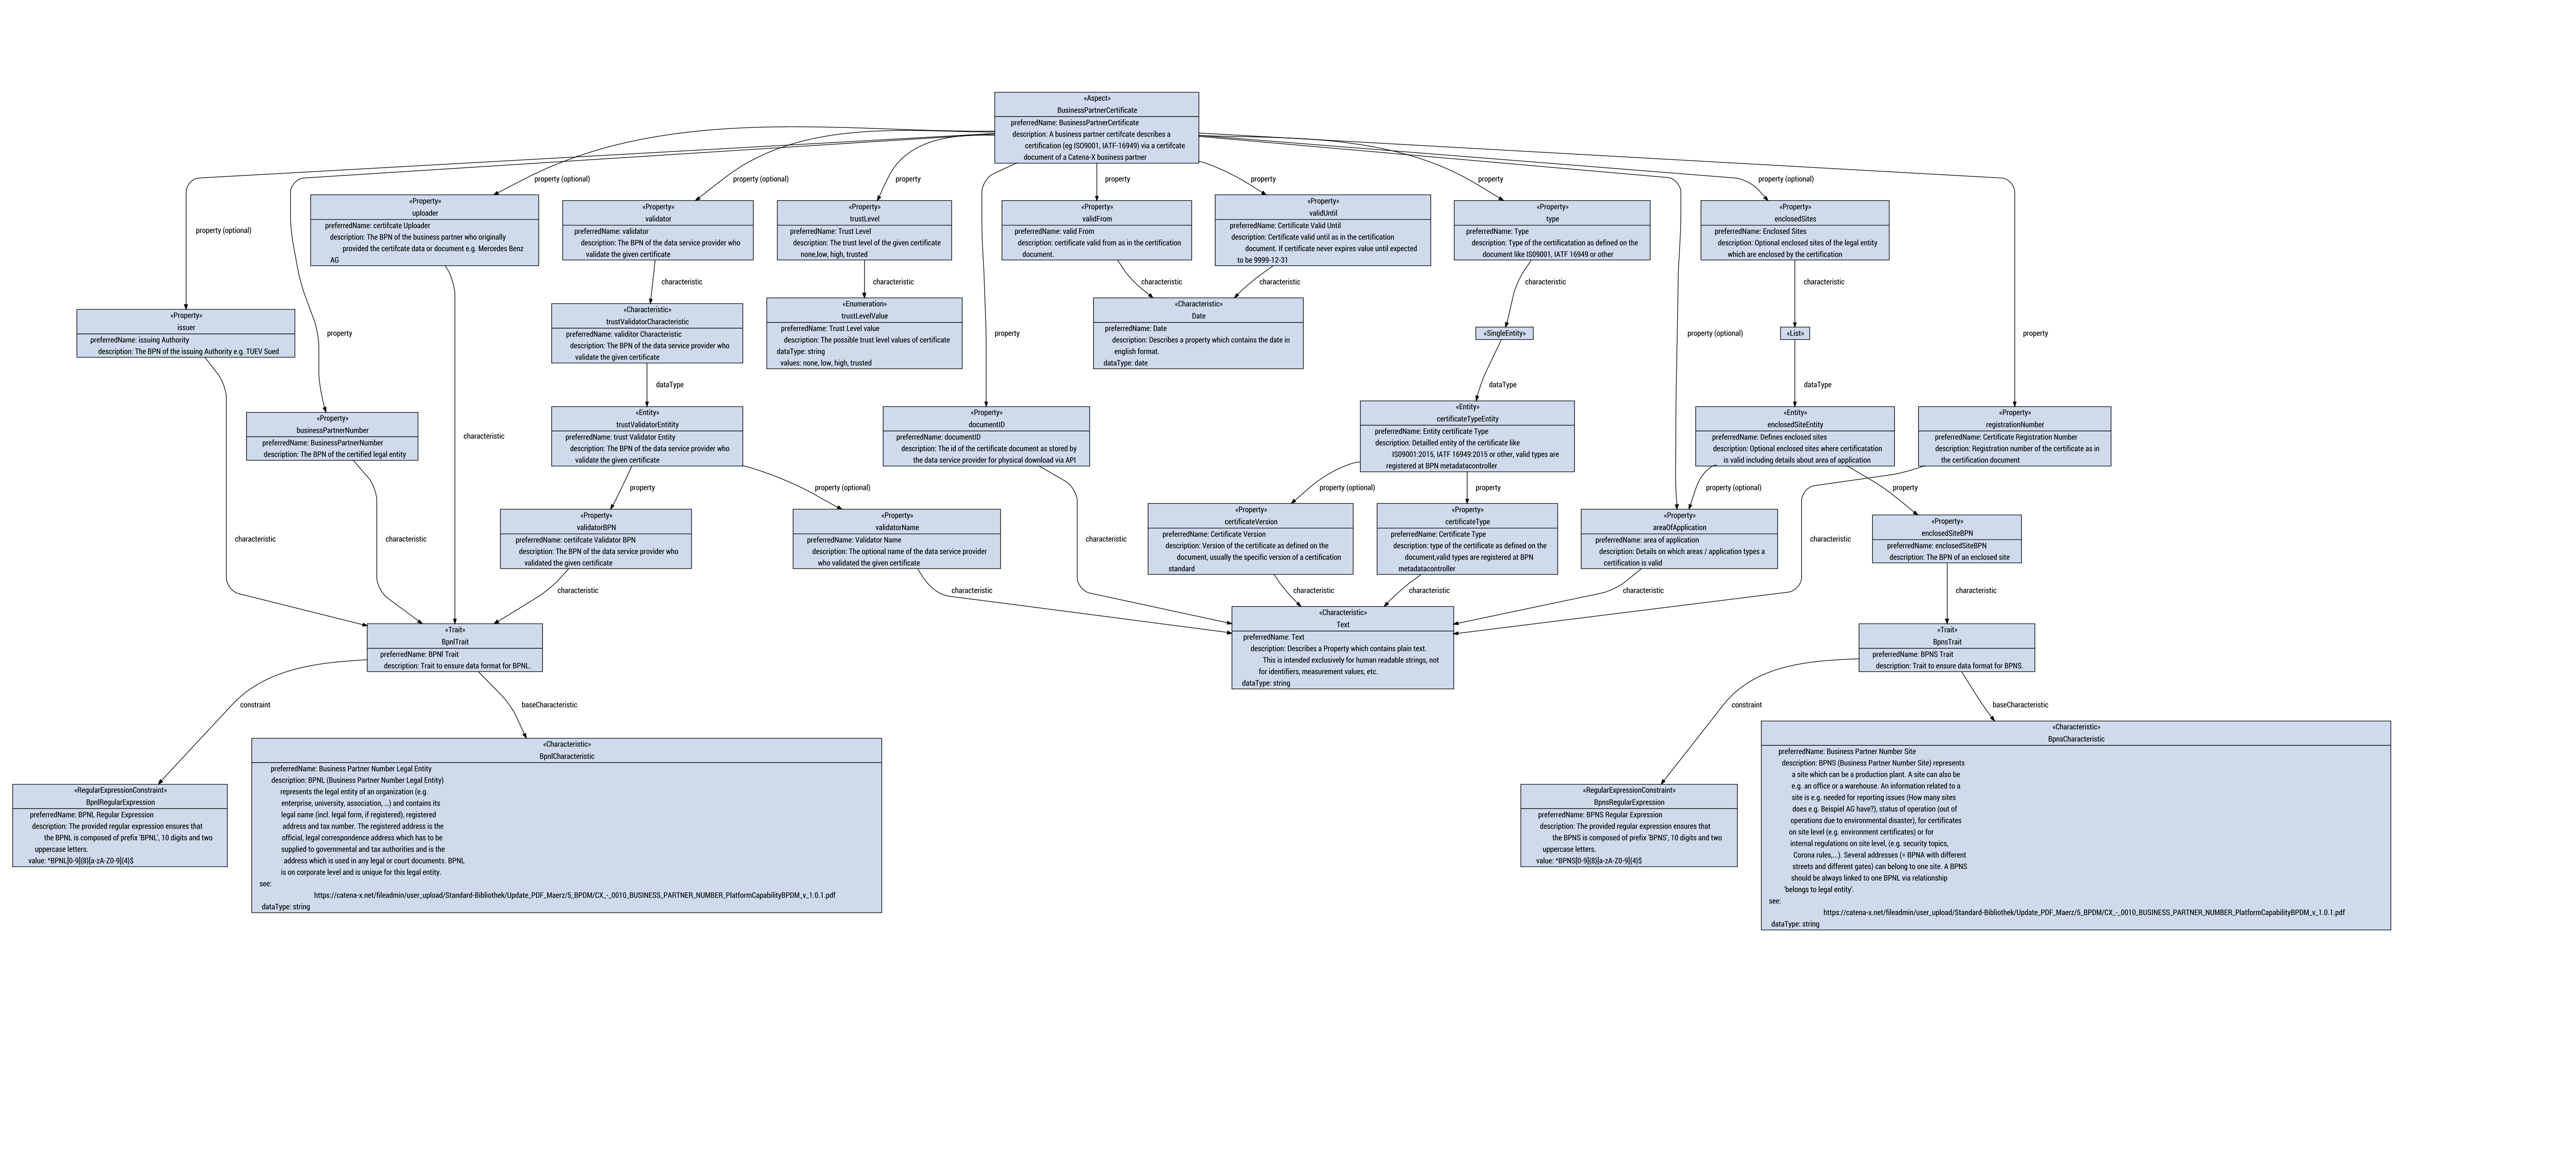 «Aspect»
BusinessPartnerCertificate
preferredName: BusinessPartnerCertificate
description: A business partner certifcate describes a
certification (eg ISO9001, IATF-16949) via a certifcate
document of a Catena-X business partner
property (optional)
property (optional)
property
property
property
property
property (optional)
«Property»
uploader
preferredName: certifcate Uploader
description: The BPN of the business partner who originally
provided the certifcate data or document e.g. Mercedes Benz
AG
«Property»
validator
preferredName: validator
description: The BPN of the data service provider who
validate the given certificate
«Property»
trustLevel
preferredName: Trust Level
description: The trust level of the given certificate
none,low, high, trusted
«Property»
validFrom
preferredName: valid From
description: certificate valid from as in the certification
document.
«Property»
validUntil
preferredName: Certificate Valid Until
description: Certificate valid until as in the certification
document. If certificate never expires value until expected
to be 9999-12-31
«Property»
type
preferredName: Type
description: Type of the certificatation as defined on the
document like IS09001, IATF 16949 or other
«Property»
enclosedSites
preferredName: Enclosed Sites
description: Optional enclosed sites of the legal entity
which are enclosed by the certification
property (optional)
characteristic
characteristic
characteristic
characteristic
characteristic
characteristic
«Property»
issuer
preferredName: issuing Authority
description: The BPN of the issuing Authority e.g. TUEV Sued
property
«Characteristic»
trustValidatorCharacteristic
preferredName: validitor Characteristic
description: The BPN of the data service provider who
validate the given certificate
«Enumeration»
trustLevelValue
preferredName: Trust Level value
description: The possible trust level values of certificate
dataType: string
values: none, low, high, trusted
property
«Characteristic»
Date
preferredName: Date
description: Describes a property which contains the date in
english format.
dataType: date
«SingleEntity»
property (optional)
«List»
property
dataType
dataType
dataType
«Property»
businessPartnerNumber
preferredName: BusinessPartnerNumber
description: The BPN of the certified legal entity
characteristic
«Entity»
trustValidatorEntitity
preferredName: trust Validator Entity
description: The BPN of the data service provider who
validate the given certificate
«Property»
documentID
preferredName: documentID
description: The id of the certificate document as stored by
the data service provider for physical download via API
«Entity»
certificateTypeEntity
preferredName: Entity certificate Type
description: Detailled entity of the certificate like
IS09001:2015, IATF 16949:2015 or other, valid types are
registered at BPN metadatacontroller
«Entity»
enclosedSiteEntity
preferredName: Defines enclosed sites
description: Optional enclosed sites where certificatation
is valid including details about area of application
«Property»
registrationNumber
preferredName: Certificate Registration Number
description: Registration number of the certificate as in
the certification document
property
property (optional)
property (optional)
property
property (optional)
property
characteristic
characteristic
«Property»
validatorBPN
preferredName: certifcate Validator BPN
description: The BPN of the data service provider who
validated the given certificate
«Property»
validatorName
preferredName: Validator Name
description: The optional name of the data service provider
who validated the given certificate
characteristic
«Property»
certificateVersion
preferredName: Certificate Version
description: Version of the certificate as defined on the
document, usually the specific version of a certification
standard
«Property»
certificateType
preferredName: Certificate Type
description: type of the certificate as defined on the
document,valid types are registered at BPN
metadatacontroller
«Property»
areaOfApplication
preferredName: area of application
description: Details on which areas / application types a
certification is valid
characteristic
«Property»
enclosedSiteBPN
preferredName: enclosedSiteBPN
description: The BPN of an enclosed site
characteristic
characteristic
characteristic
characteristic
characteristic
characteristic
«Trait»
BpnlTrait
preferredName: BPNl Trait
description: Trait to ensure data format for BPNL.
«Characteristic»
Text
preferredName: Text
description: Describes a Property which contains plain text.
This is intended exclusively for human readable strings, not
for identifiers, measurement values, etc.
dataType: string
«Trait»
BpnsTrait
preferredName: BPNS Trait
description: Trait to ensure data format for BPNS.
constraint
baseCharacteristic
constraint
baseCharacteristic
«RegularExpressionConstraint»
BpnlRegularExpression
preferredName: BPNL Regular Expression
description: The provided regular expression ensures that
the BPNL is composed of prefix 'BPNL', 10 digits and two
uppercase letters.
value: ^BPNL[0-9]{8}[a-zA-Z0-9]{4}$
«Characteristic»
BpnlCharacteristic
preferredName: Business Partner Number Legal Entity
description: BPNL (Business Partner Number Legal Entity)
represents the legal entity of an organization (e.g.
enterprise, university, association, ...) and contains its
legal name (incl. legal form, if registered), registered
address and tax number. The registered address is the
official, legal correspondence address which has to be
supplied to governmental and tax authorities and is the
address which is used in any legal or court documents. BPNL
is on corporate level and is unique for this legal entity.
see:
https://catena-x.net/fileadmin/user_upload/Standard-Bibliothek/Update_PDF_Maerz/5_BPDM/CX_-_0010_BUSINESS_PARTNER_NUMBER_PlatformCapabilityBPDM_v_1.0.1.pdf
dataType: string
«RegularExpressionConstraint»
BpnsRegularExpression
preferredName: BPNS Regular Expression
description: The provided regular expression ensures that
the BPNS is composed of prefix 'BPNS', 10 digits and two
uppercase letters.
value: ^BPNS[0-9]{8}[a-zA-Z0-9]{4}$
«Characteristic»
BpnsCharacteristic
preferredName: Business Partner Number Site
description: BPNS (Business Partner Number Site) represents
a site which can be a production plant. A site can also be
e.g. an office or a warehouse. An information related to a
site is e.g. needed for reporting issues (How many sites
does e.g. Beispiel AG have?), status of operation (out of
operations due to environmental disaster), for certificates
on site level (e.g. environment certificates) or for
internal regulations on site level, (e.g. security topics,
Corona rules,...). Several addresses (= BPNA with different
streets and different gates) can belong to one site. A BPNS
should be always linked to one BPNL via relationship
'belongs to legal entity'.
see:
https://catena-x.net/fileadmin/user_upload/Standard-Bibliothek/Update_PDF_Maerz/5_BPDM/CX_-_0010_BUSINESS_PARTNER_NUMBER_PlatformCapabilityBPDM_v_1.0.1.pdf
dataType: string